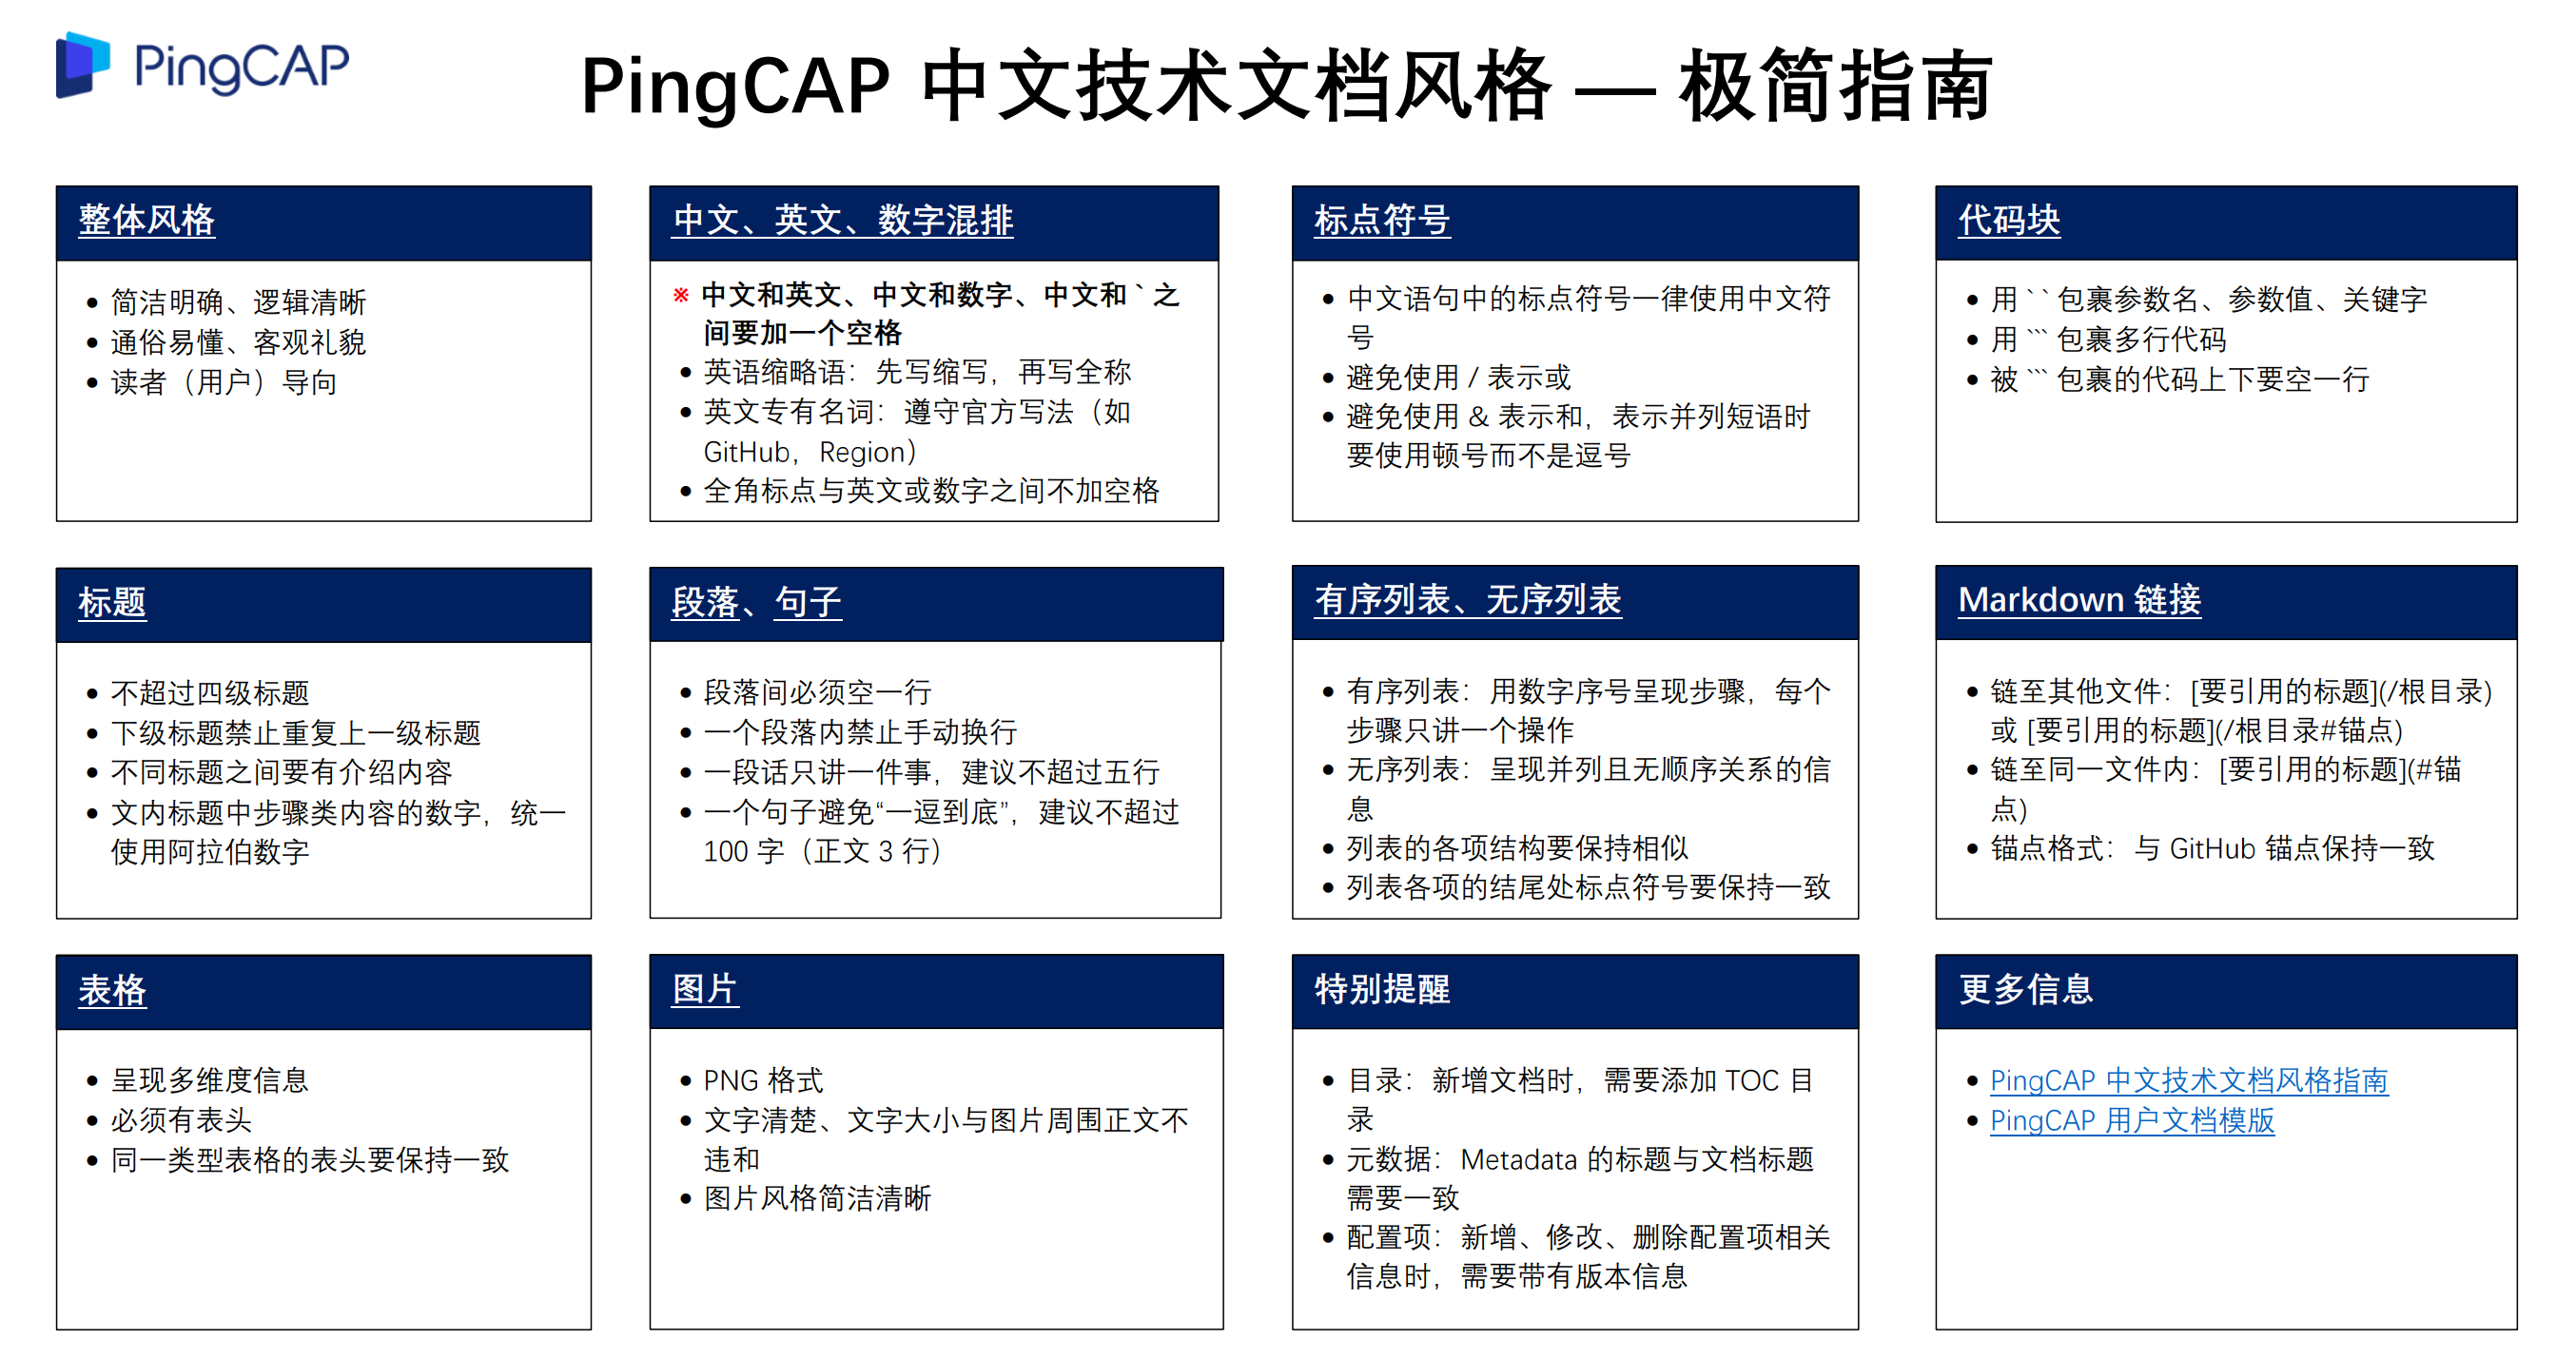 PingCAP
PingCAP 中文技术文档风格 — 极简指南
整体风格
● 简洁明确、逻辑清晰
● 通俗易懂、客观礼貌
● 读者（用户）导向
中文、英文、数字混排
※ 中文和英文、中文和数字、中文和 ` 之
间要加一个空格
● 英语缩略语：先写缩写，再写全称
● 英文专有名词：遵守官方写法（如
GitHub，Region）
● 全角标点与英文或数字之间不加空格
标点符号
● 中文语句中的标点符号一律使用中文符
号
● 避免使用 / 表示或
● 避免使用 & 表示和，表示并列短语时
要使用顿号而不是逗号
代码块
● 用 ` ` 包裹参数名、参数值、关键字
● 用 ``` 包裹多行代码
● 被 ``` 包裹的代码上下要空一行
标题
● 不超过四级标题
● 下级标题禁止重复上一级标题
● 不同标题之间要有介绍内容
● 文内标题中步骤类内容的数字，统一
使用阿拉伯数字
段落、句子
● 段落间必须空一行
● 一个段落内禁止手动换行
● 一段话只讲一件事，建议不超过五行
● 一个句子避免“一逗到底”，建议不超过
100 字（正文 3 行）
有序列表、无序列表
● 有序列表：用数字序号呈现步骤，每个
步骤只讲一个操作
● 无序列表：呈现并列且无顺序关系的信
息
● 列表的各项结构要保持相似
● 列表各项的结尾处标点符号要保持一致
Markdown 链接
● 链至其他文件：[要引用的标题](/根目录)
或 [要引用的标题](/根目录#锚点)
● 链至同一文件内：[要引用的标题](#锚
点)
● 锚点格式：与 GitHub 锚点保持一致
表格
● 呈现多维度信息
● 必须有表头
● 同一类型表格的表头要保持一致
图片
● PNG 格式
● 文字清楚、文字大小与图片周围正文不
违和
● 图片风格简洁清晰
特别提醒
● 目录：新增文档时，需要添加 TOC 目
录
● 元数据：Metadata 的标题与文档标题
需要一致
● 配置项：新增、修改、删除配置项相关
信息时，需要带有版本信息
更多信息
● PingCAP 中文技术文档风格指南
● PingCAP 用户文档模版